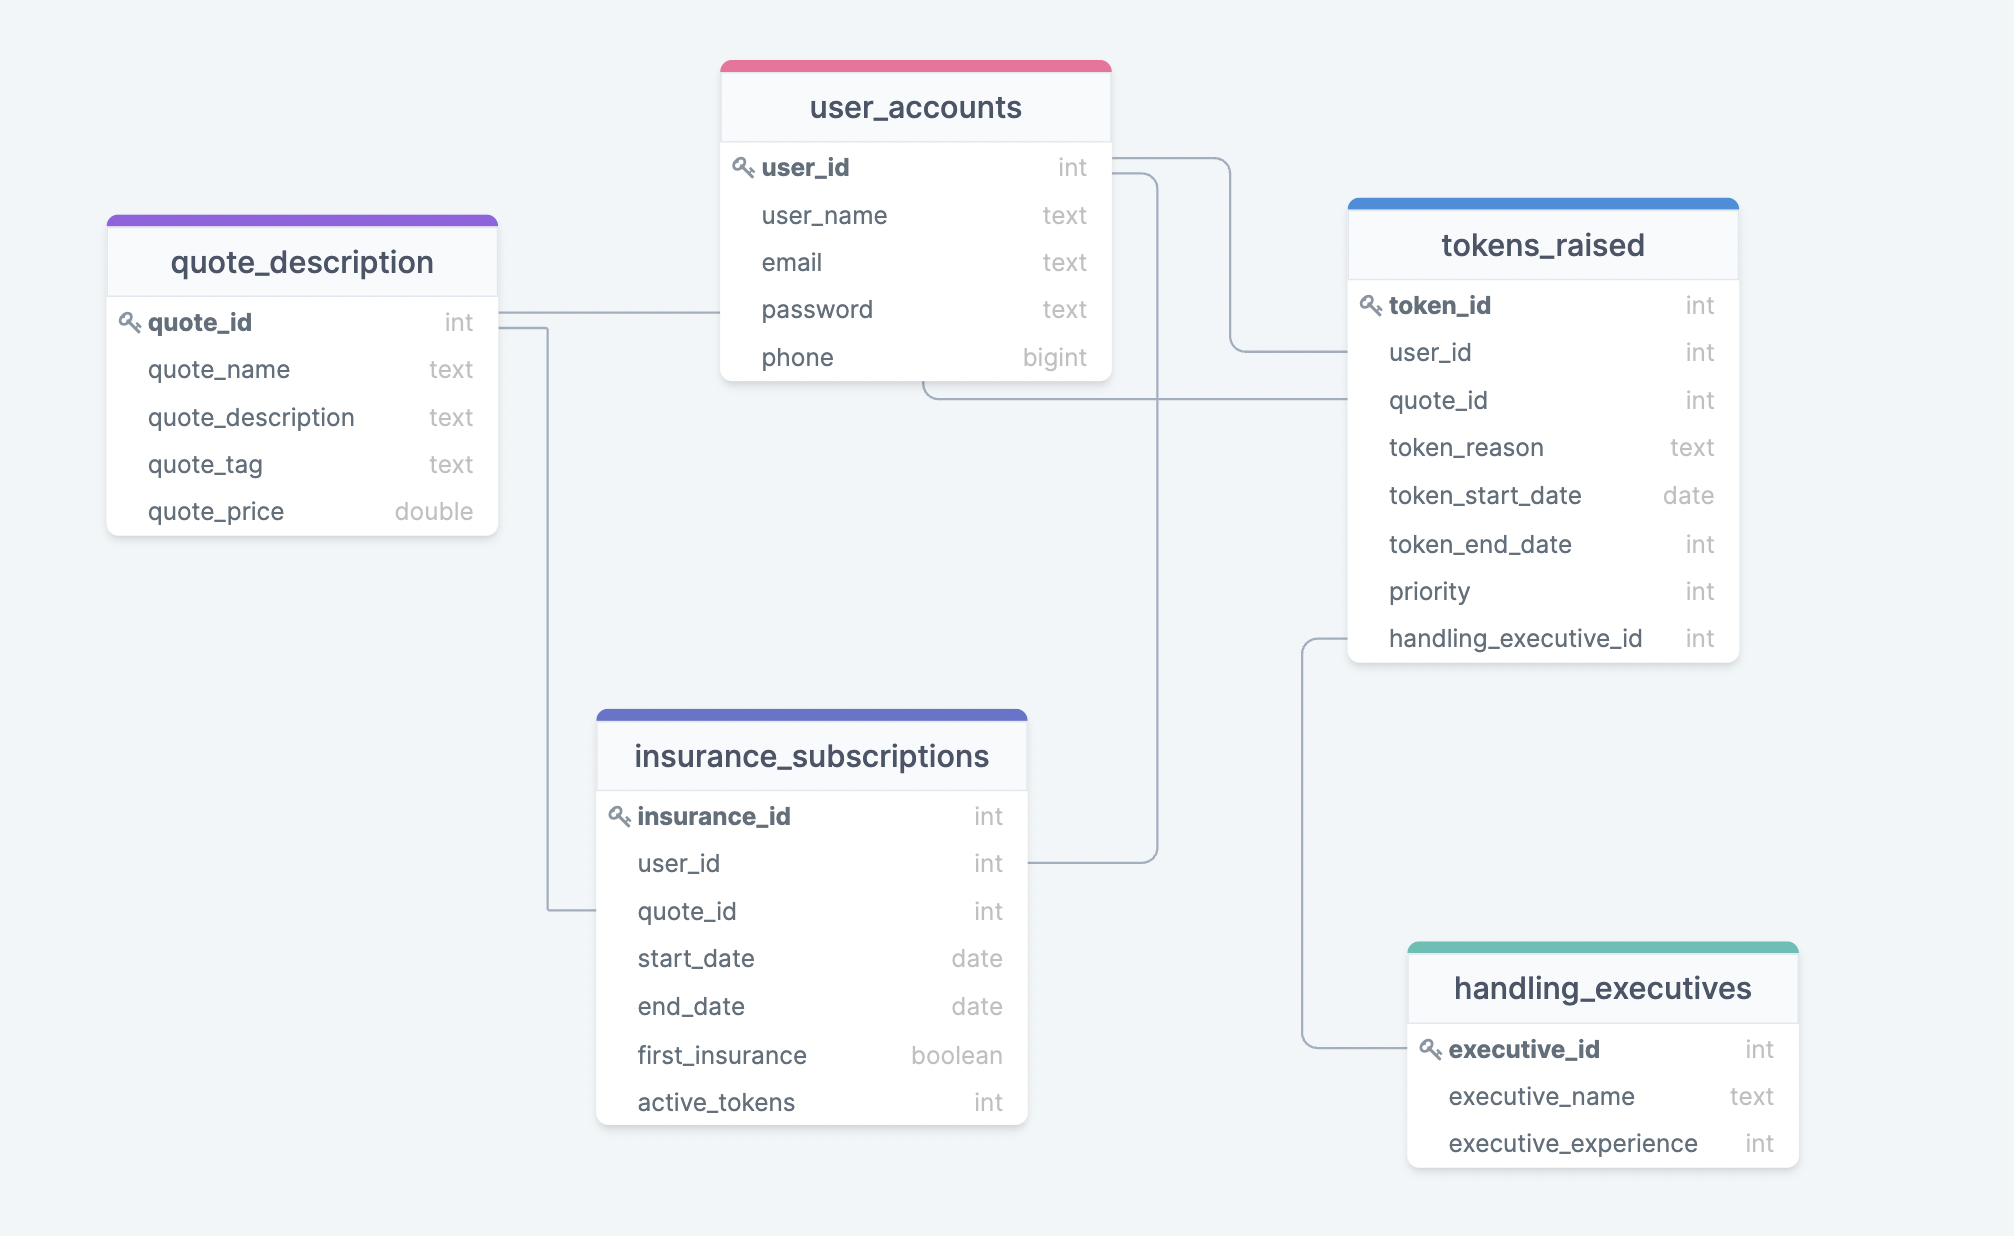 user_accounts
user_id int
user_name text
email text
password text
phone bigint
quote_description
quote_id int
quote_name text
quote_description text
quote_tag text
quote_price double
tokens_raised
token_id int
user_id int
quote_id int
token_reason text
token_start_date date
token_end_date int
priority int
handling_executive_id int
insurance_subscriptions
insurance_id int
user_id int
quote_id int
start_date date
end_date date
first_insurance boolean
active_tokens int
handling_executives
executive_id int
executive_name text
executive_experience int